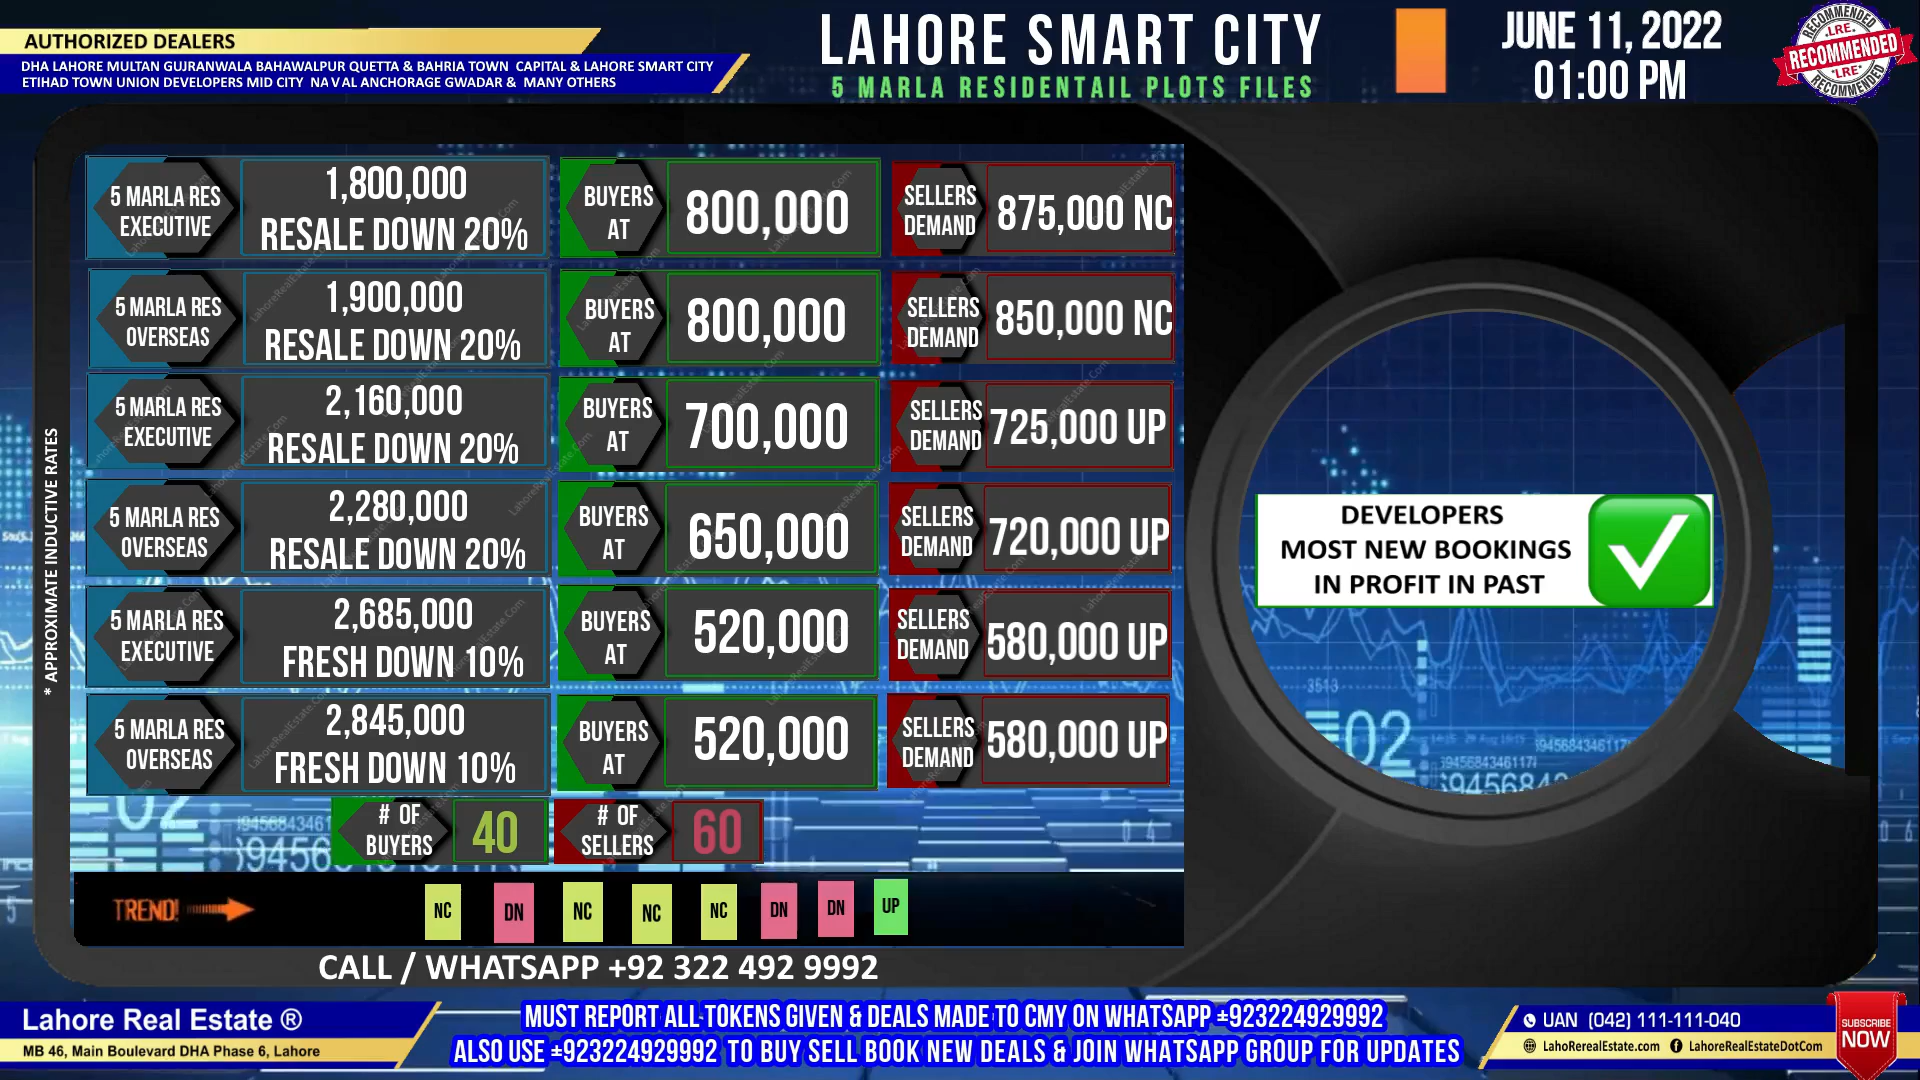 AUTHORIZED DEALERS
DHA LAHORE MULTAN GUJRANWALA BAHAWALPUR QUETTA & BAHRIA TOWN CAPITAL & LAHORE SMART CITY
ETIHAD TOWN UNION DEVELOPERS MID CITY NAVAL ANCHORAGE GWADAR & MANY OTHERS
LAHORE SMART CITY
5 MARLA RESIDENTAIL PLOTS FILES
JUNE 11, 2022
01:00 PM
RECOMMENDED
·LRE·
RECOMMENDED
*LRE*
RECOMMENDED
5 MARLA RES
EXECUTIVE
1,800,000
RESALE DOWN 20%
BUYERS
AT
800,000
SELLERS
DEMAND
875,000 NC
5 MARLA RES
OVERSEAS
1,900,000
RESALE DOWN 20%
BUYERS
AT
800,000
SELLERS
DEMAND
850,000 NC
5 MARLA RES
EXECUTIVE
2,160,000
RESALE DOWN 20%
BUYERS
AT
700,000
SELLERS
DEMAND
725,000 UP
5 MARLA RES
OVERSEAS
2,280,000
RESALE DOWN 20%
BUYERS
AT
650,000
SELLERS
DEMAND
720,000 UP
5 MARLA RES
EXECUTIVE
2,685,000
FRESH DOWN 10%
BUYERS
AT
520,000
SELLERS
DEMAND
580,000 UP
5 MARLA RES
OVERSEAS
2,845,000
FRESH DOWN 10%
BUYERS
AT
520,000
SELLERS
DEMAND
580,000 UP
# OF
BUYERS
40
# OF
SELLERS
60
* APPROXIMATE INDUCTIVE RATES
DEVELOPERS
MOST NEW BOOKINGS
IN PROFIT IN PAST
TREND!
NC DN NC NC NC DN DN UP
CALL / WHATSAPP +92 322 492 9992
Lahore Real Estate ®
MB 46, Main Boulevard DHA Phase 6, Lahore
MUST REPORT ALL TOKENS GIVEN & DEALS MADE TO CMY ON WHATSAPP ±923224929992
ALSO USE ±923224929992 TO BUY SELL BOOK NEW DEALS & JOIN WHATSAPP GROUP FOR UPDATES
UAN (042) 111-111-040
LahoRerealEstate.com LahoreRealEstateDotCom
SUBSCRIBE
NOW